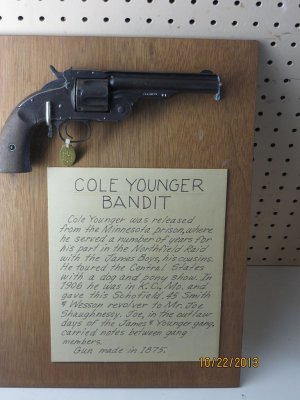 COLE YOUNGER
BANDIT
Cole Younger was released
from the Minnesota prison, where
he served a number of years for
his part in the Northfield Raid
with the James Boys, his cousins.
He toured the Central States
with a dog and pony show. In
1906 he was in K.C., Mo. and
gave this Schofield .45 Smith
& Wesson revolver to Mr. Joe
Shaughnessy. Joe, in the outlaw
days of the James & Younger gang,
carried notes between gang
members.
Gun made in 1875.
10/22/2013